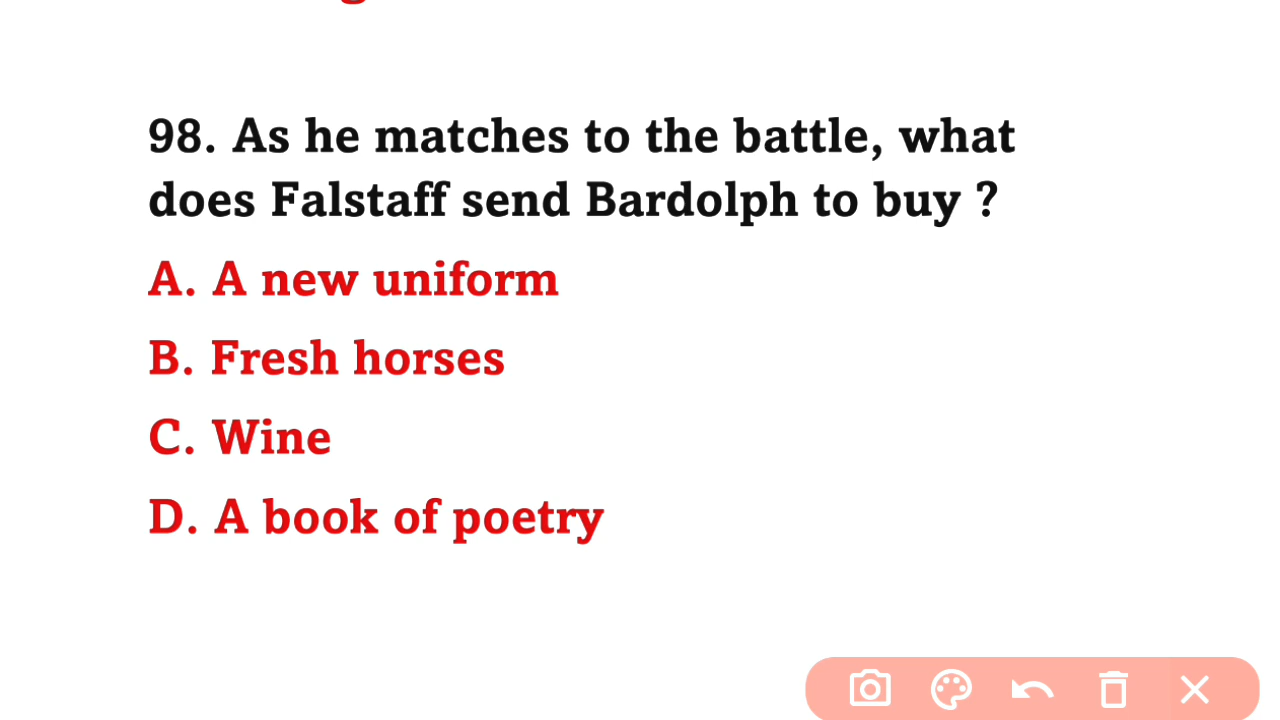 98. As he matches to the battle, what
does Falstaff send Bardolph to buy ?
A. A new uniform
B. Fresh horses
C. Wine
D. A book of poetry